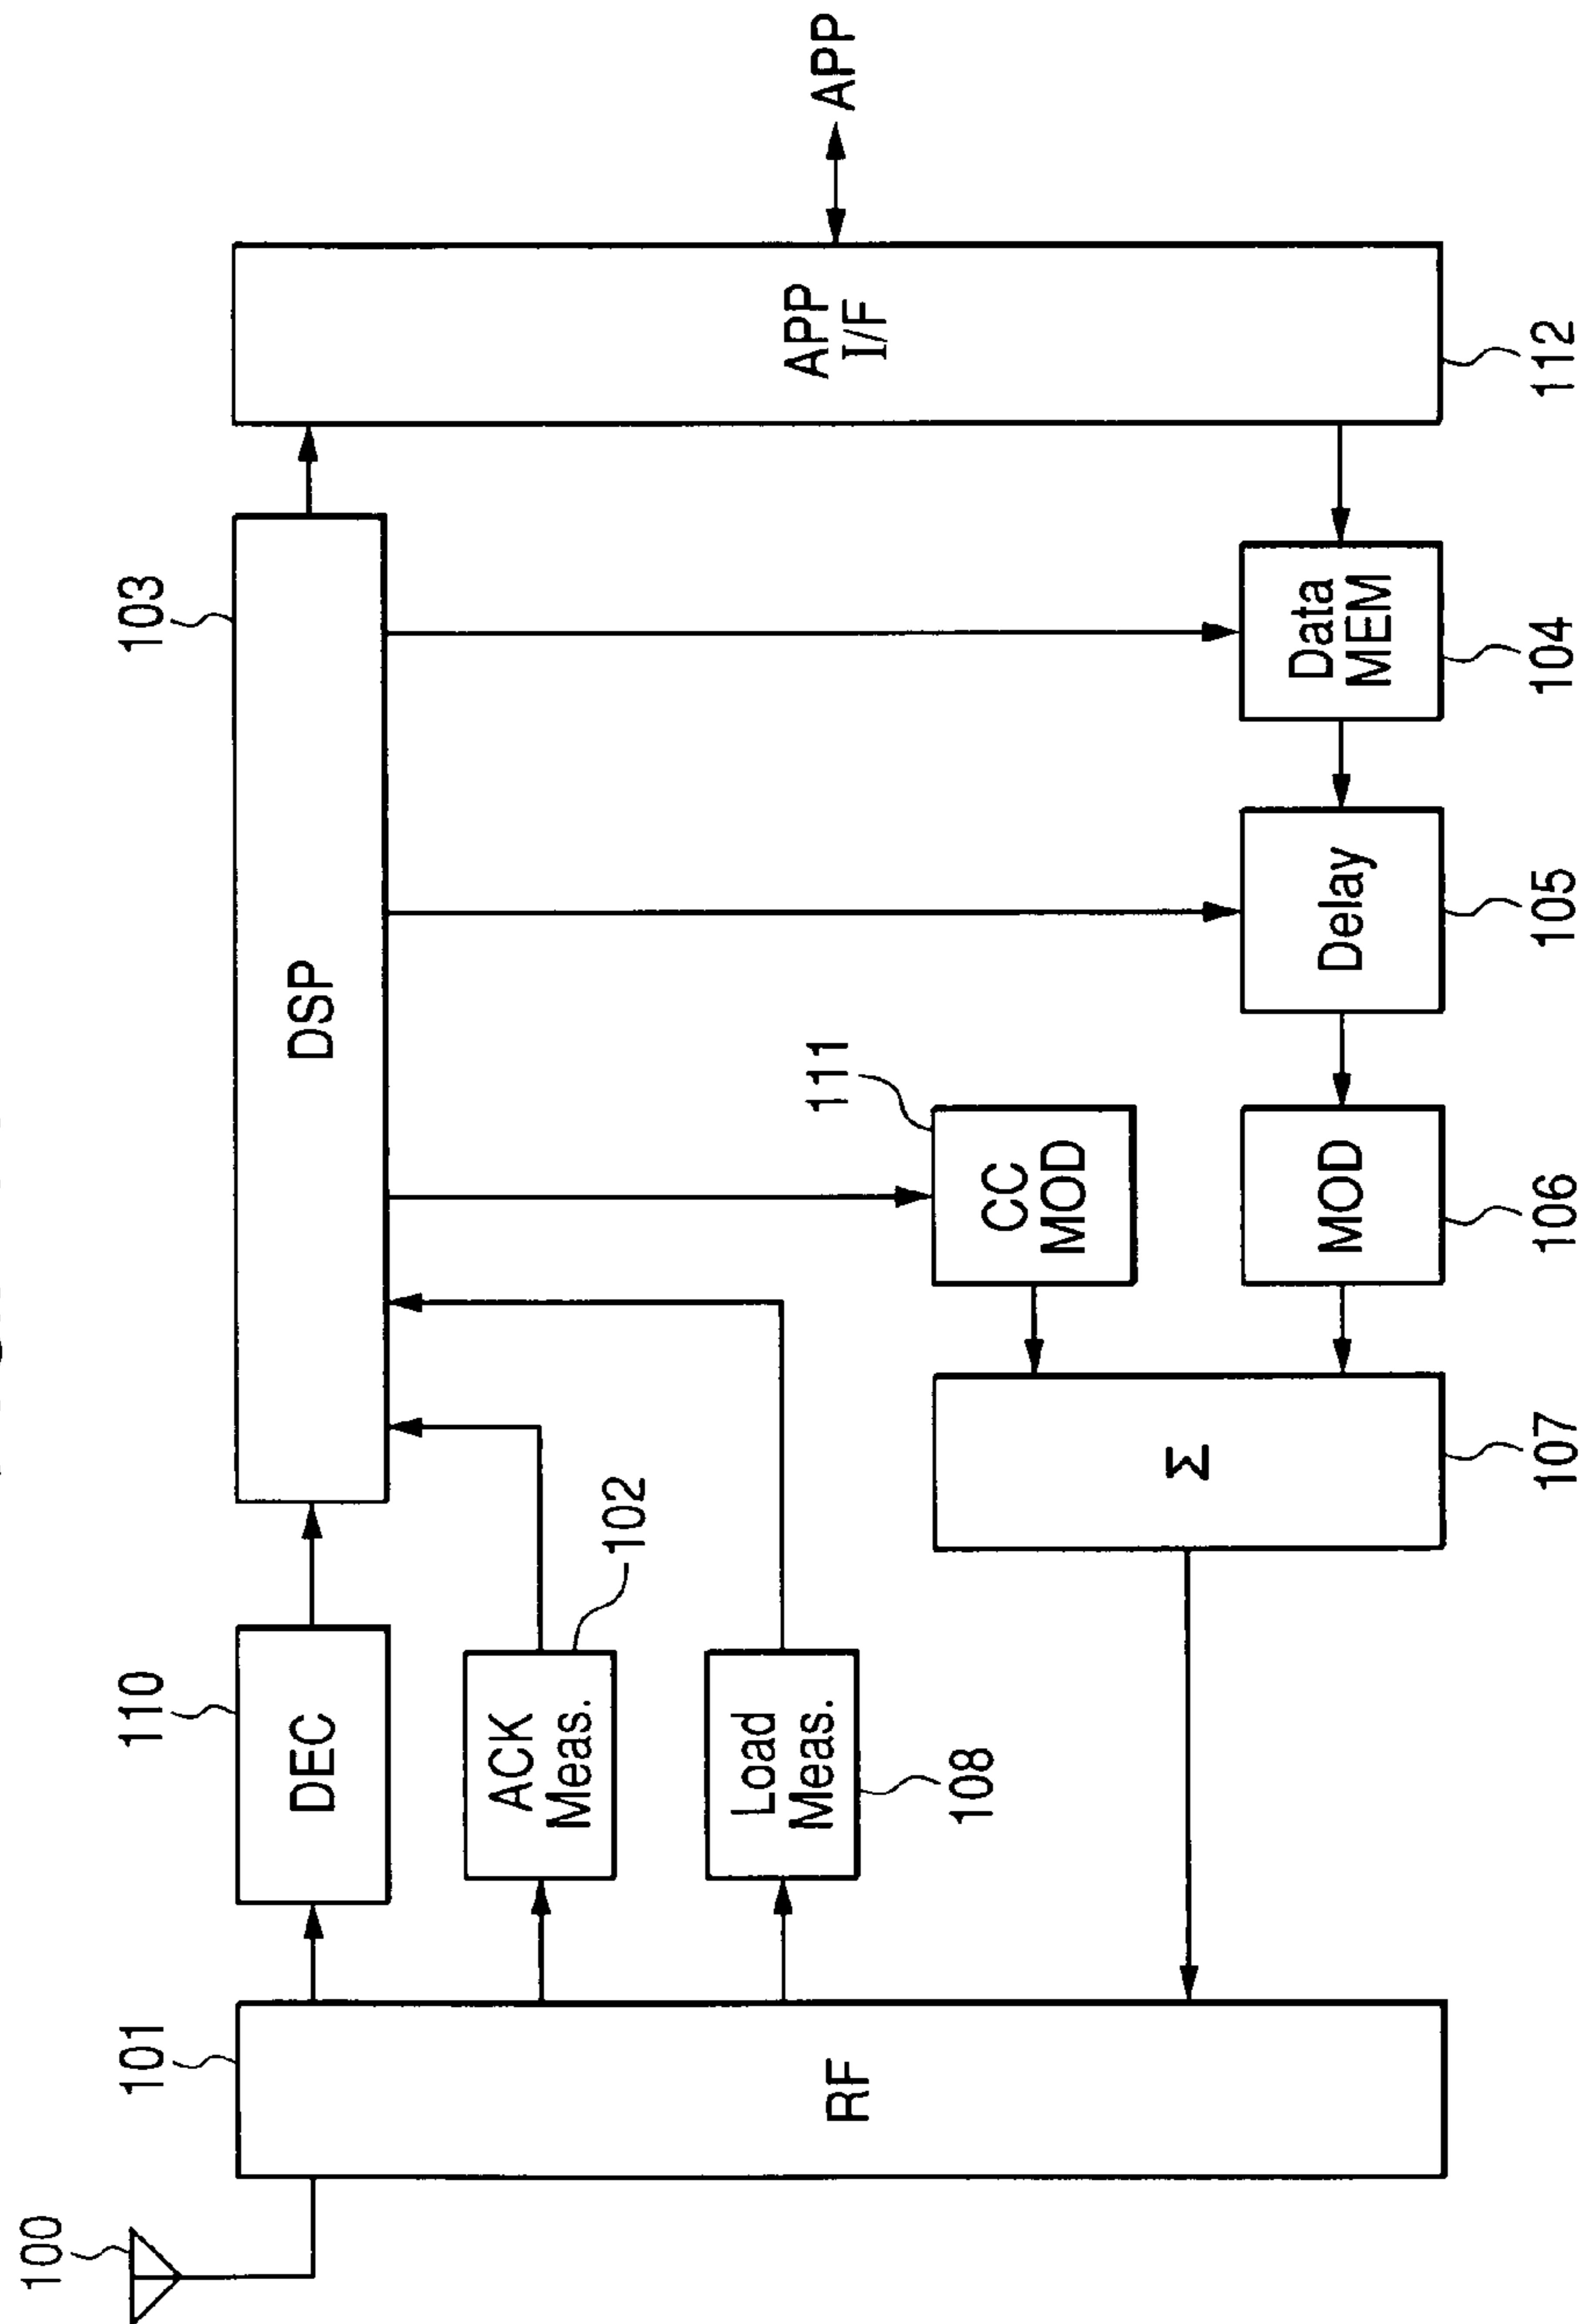 100
101
RF
110
DEC
ACK
Meas.
102
Load
Meas.
108
103
DSP
111
CC
MOD
Σ
107
MOD
106
Delay
105
Data
MEM
104
APP
I/F
112
APP